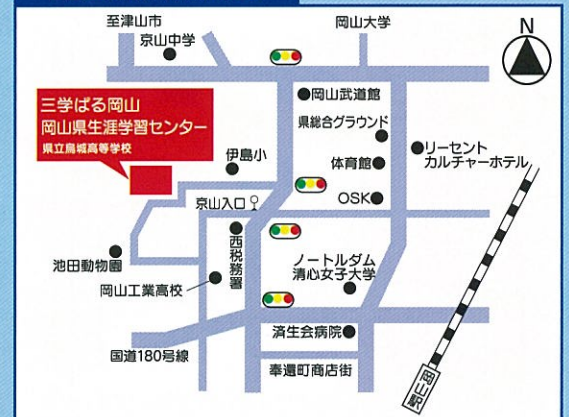 至津山市
岡山大学
京山中学
N
岡山武道館
三学ぱる岡山
岡山県生涯学習センター
県立烏城高等学校
県総合グラウンド
伊島小
体育館
リーセント
カルチャーホテル
京山入口
OSK
西税務署
池田動物園
岡山工業高校
ノートルダム
清心女子大学
済生会病院
国道180号線
奉還町商店街
岡山駅